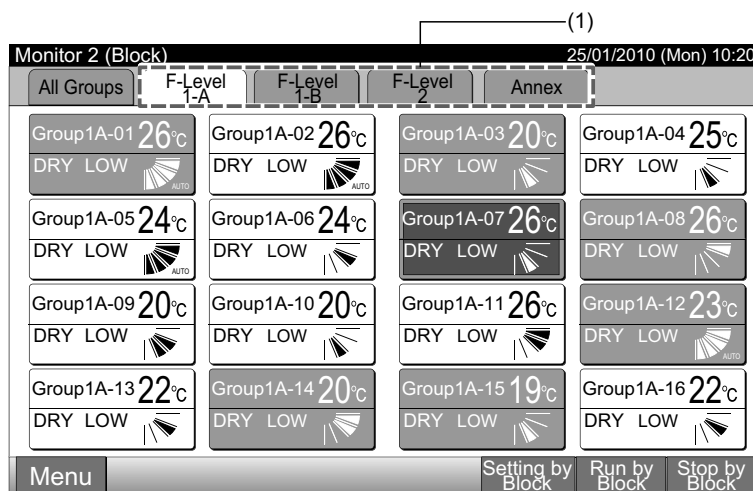 (1)
Monitor 2 (Block) 25/01/2010 (Mon) 10:20
All Groups F-Level 1-A F-Level 1-B F-Level 2 Annex
Group1A-01 26°C Group1A-02 26°C Group1A-03 20°C Group1A-04 25°C
DRY LOW AUTO DRY LOW AUTO DRY LOW DRY LOW
Group1A-05 24°C Group1A-06 24°C Group1A-07 26°C Group1A-08 26°C
DRY LOW AUTO DRY LOW DRY LOW DRY LOW
Group1A-09 20°C Group1A-10 20°C Group1A-11 26°C Group1A-12 23°C
DRY LOW DRY LOW DRY LOW DRY LOW AUTO
Group1A-13 22°C Group1A-14 20°C Group1A-15 19°C Group1A-16 22°C
DRY LOW DRY LOW DRY LOW DRY LOW
Menu Setting by Block Run by Block Stop by Block